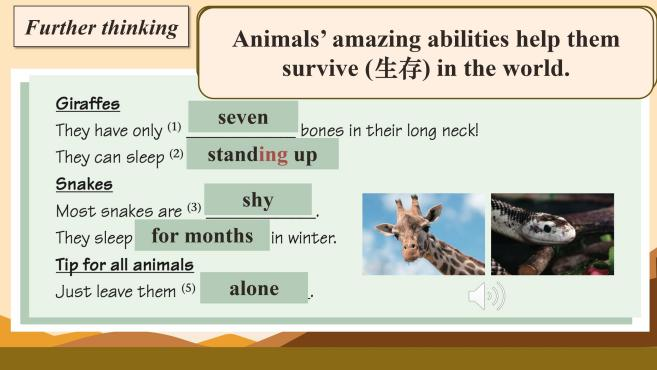 Further thinking
Animals' amazing abilities help them
survive (生存) in the world.
Giraffes
They have only (1) seven bones in their long neck!
They can sleep (2) standing up
Snakes
Most snakes are (3) shy.
They sleep for months in winter.
Tip for all animals
Just leave them (5) alone.